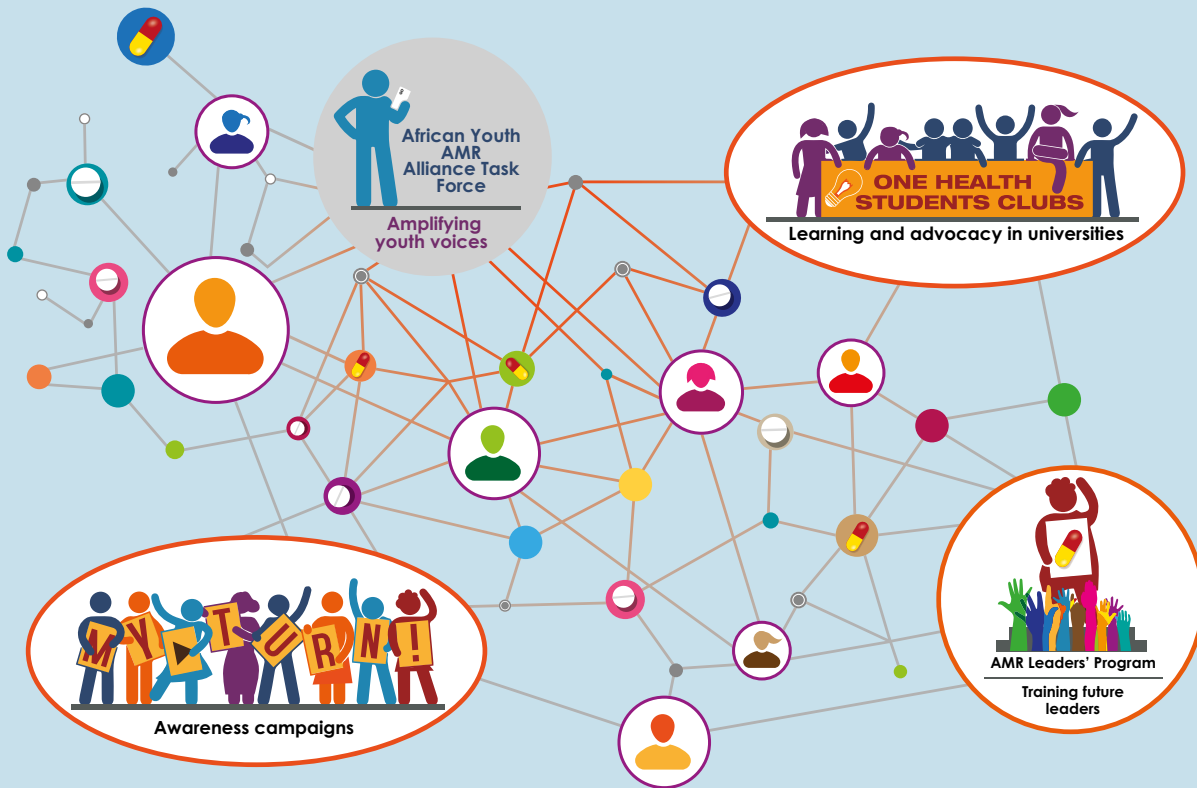 African Youth
AMR
Alliance Task
Force
Amplifying
youth voices
ONE HEALTH
STUDENTS CLUBS
Learning and advocacy in universities
MY TURN!
Awareness campaigns
AMR Leaders’ Program
Training future
leaders